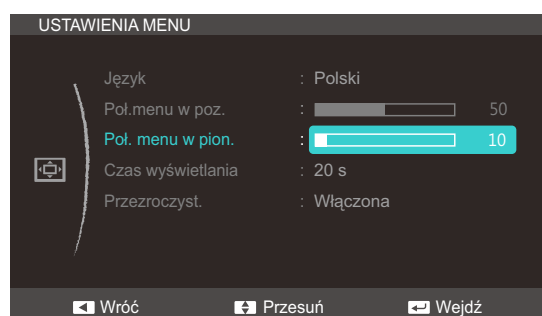 USTAWIENIA MENU
Język : Polski
Poł.menu w poz. : 50
Poł. menu w pion. : 10
Czas wyświetlania : 20 s
Przezroczyst. : Włączona
Wróć Przesuń Wejdź